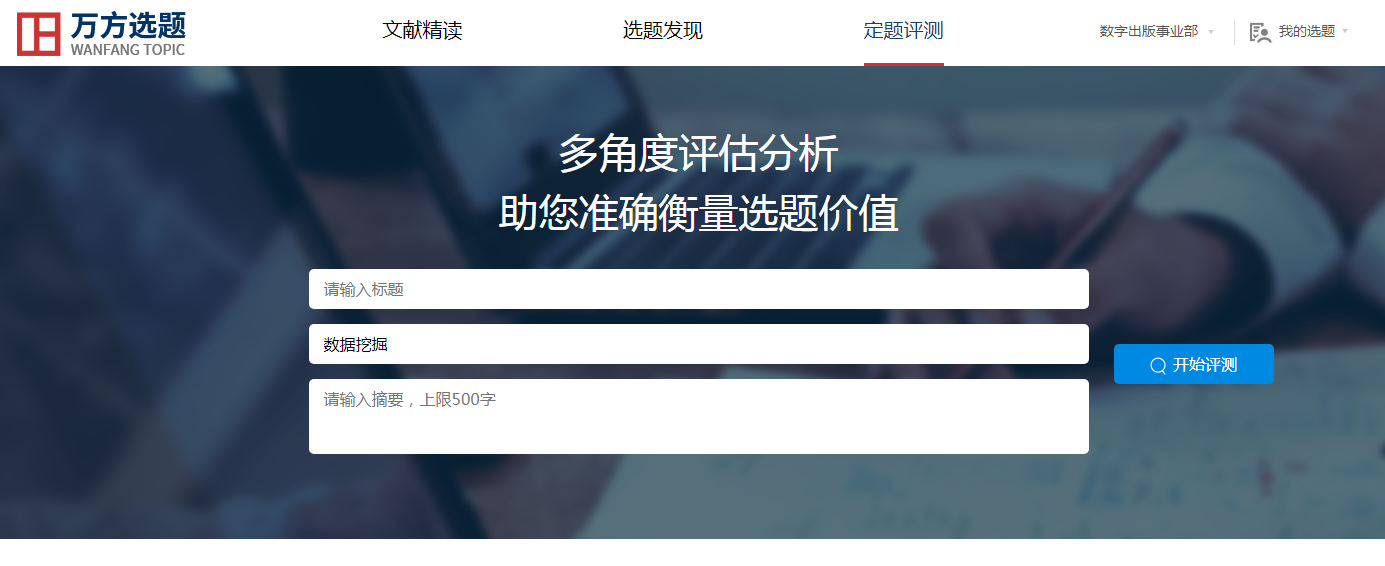 万方选题
WANFANG TOPIC
文献精读
选题发现
定题评测
数字出版事业部
我的选题
多角度评估分析
助您准确衡量选题价值
请输入标题
数据挖掘
开始评测
请输入摘要，上限500字